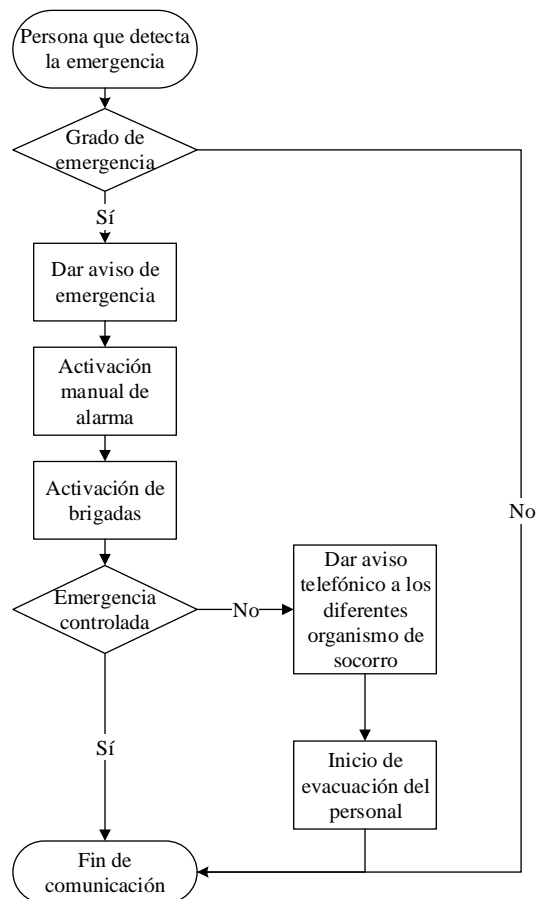 Persona que detecta
la emergencia
Grado de
emergencia
Sí
Dar aviso de
emergencia
Activación
manual de
alarma
Activación de
brigadas
No
Emergencia
controlada
No
Dar aviso
telefónico a los
diferentes
organismo de
socorro
Sí
Inicio de
evacuación del
personal
Fin de
comunicación